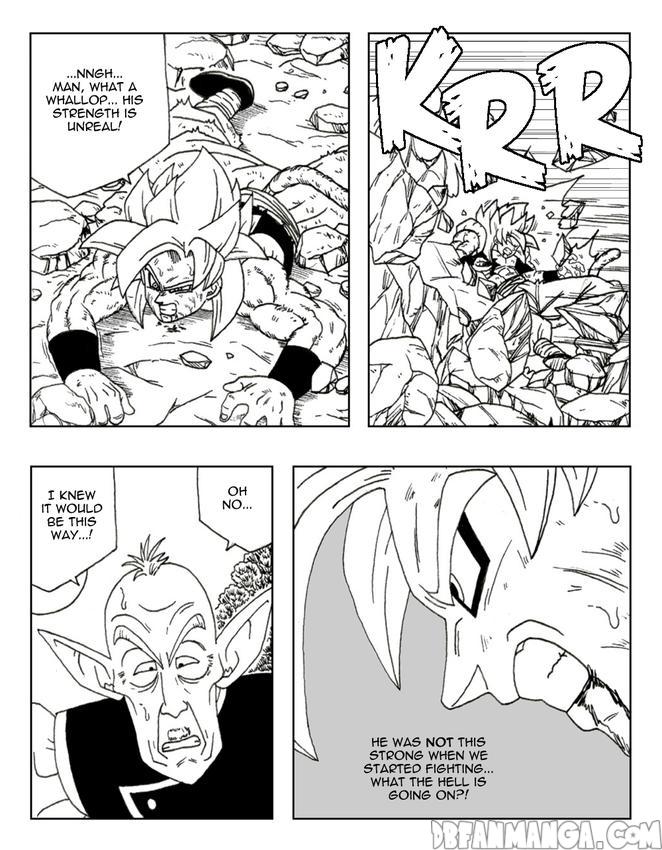 KRR
...NNGH...
MAN, WHAT A
WHALLOP... HIS
STRENGTH IS
UNREAL!
HE WAS NOT THIS
STRONG WHEN WE
STARTED FIGHTING...
WHAT THE HELL IS
GOING ON?!
OH
NO...
I KNEW
IT WOULD
BE THIS
WAY...!
DBFANMANGA.COM